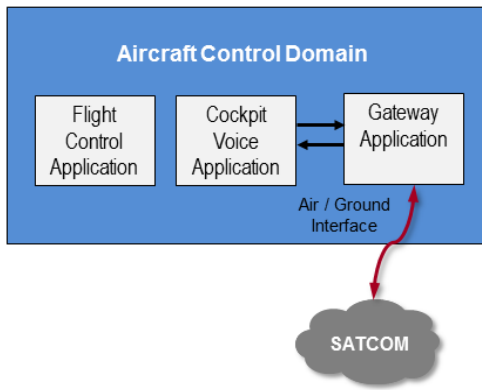 Aircraft Control Domain
Flight
Control
Application
Cockpit
Voice
Application
Gateway
Application
Air / Ground
Interface
SATCOM